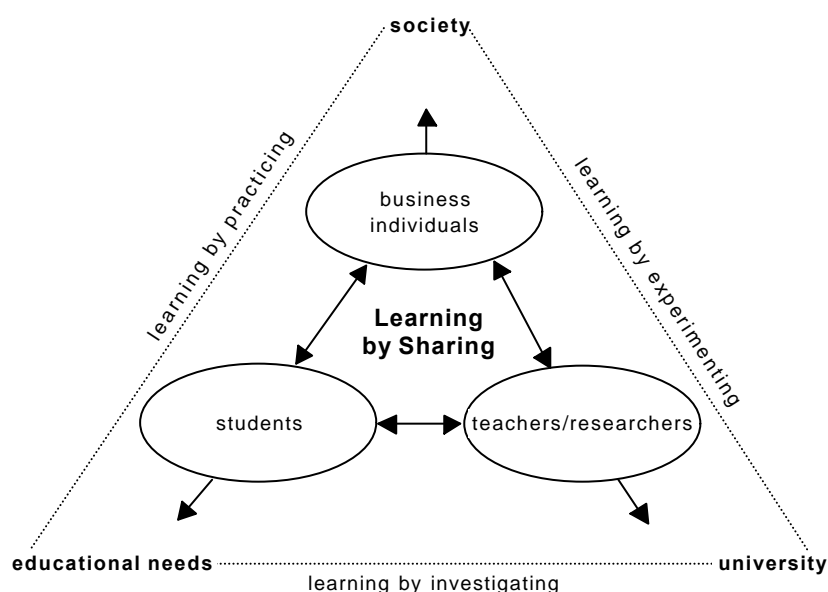 society
learning by practicing
learning by experimenting
business
individuals
Learning
by Sharing
students
teachers/researchers
educational needs
university
learning by investigating